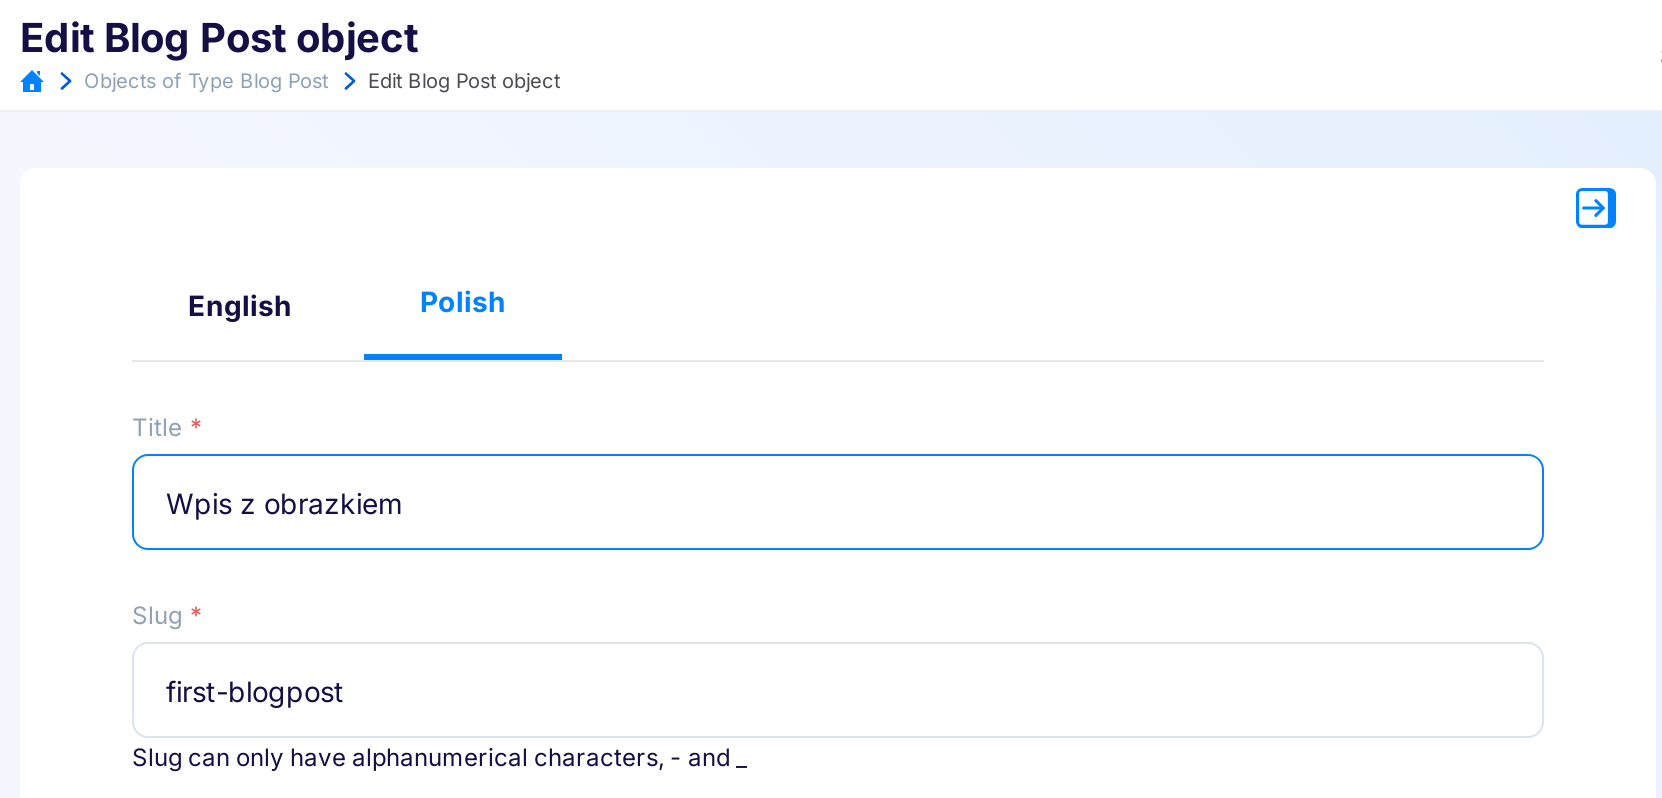 Edit Blog Post object
Objects of Type Blog Post Edit Blog Post object
English Polish
Title *
Wpis z obrazkiem
Slug *
first-blogpost
Slug can only have alphanumerical characters, - and _